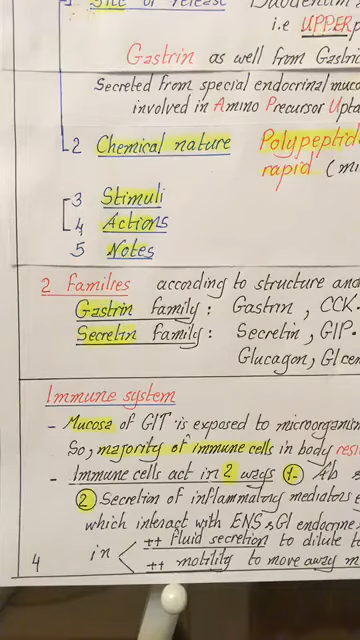 Site of release Duodenum
i.e UPPER
Gastrin as well from Gastric
Secreted from special endocrinal
involved in Amino Precursor
2 Chemical nature Polypeptid
rapid (mi
3 Stimuli
4 Actions
5 Notes
2 Families according to structure and
Gastrin family: Gastrin, CCK.
Secretin family: Secretin, GIP.
Glucagon,
Immune system
- Mucosa of GIT is exposed to microorganism
So, majority of immune cells in body resi
- Immune cells act in 2 ways 1- Ab
2 Secretion of inflammatory mediators
which interact with ENS & GI endocrine
in ++ fluid secretion to dilute
++ motility to move away m
4